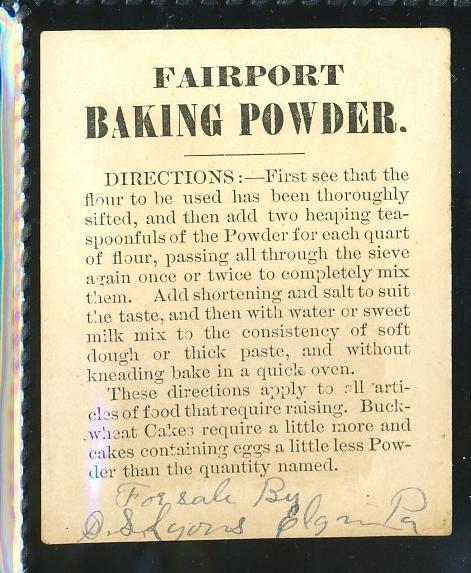 FAIRPORT
BAKING POWDER.
DIRECTIONS:—First see that the
flour to be used has been thoroughly
sifted, and then add two heaping tea-
spoonfuls of the Powder for each quart
of flour, passing all through the sieve
again once or twice to completely mix
them. Add shortening and salt to suit
the taste, and then with water or sweet
milk mix to the consistency of soft
dough or thick paste, and without
kneading bake in a quick oven.
These directions apply to all arti-
cles of food that require raising. Buck-
wheat Cakes require a little more and
cakes containing eggs a little less Pow-
der than the quantity named.
For sale By
D.S. Lyons Elgin Pa